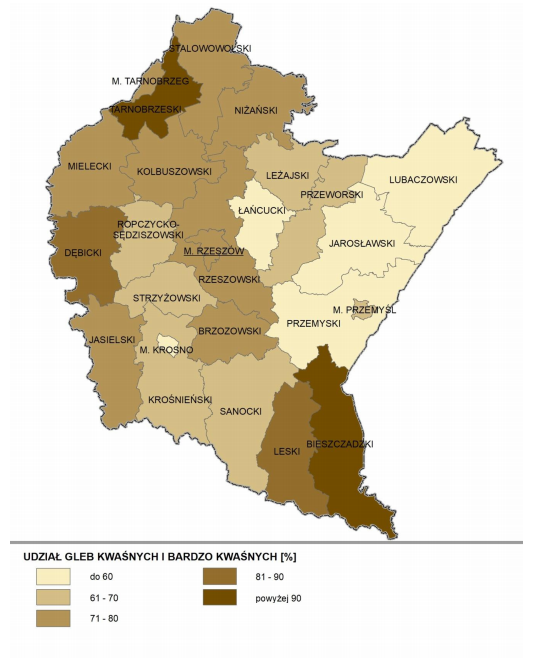 STALOWOWOLSKI
M. TARNOBRZEG
TARNOBRZESKI
NIŻAŃSKI
MIELECKI
KOLBUSZOWSKI
LEŻAJSKI
LUBACZOWSKI
PRZEWORSKI
ŁAŃCUCKI
ROPCZYCKO-
SĘDZISZOWSKI
JAROSŁAWSKI
DĘBICKI
M. RZESZÓW
RZESZOWSKI
STRZYŻOWSKI
M. PRZEMYŚL
PRZEMYSKI
BRZOZOWSKI
JASIELSKI
M. KROSNO
KROŚNIEŃSKI
SANOCKI
BIESZCZADZKI
LESKI
UDZIAŁ GLEB KWAŚNYCH I BARDZO KWAŚNYCH [%]
do 60
61 - 70
71 - 80
81 - 90
powyżej 90